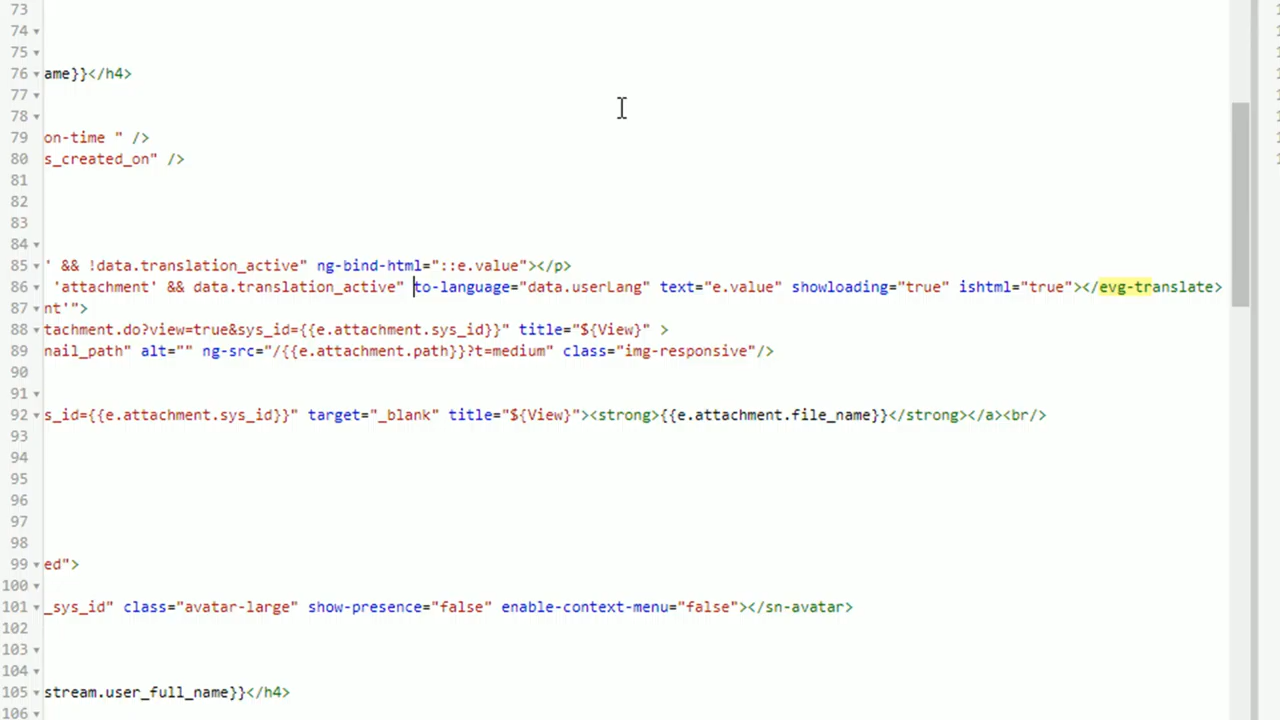 73
74
75
76 ame}}</h4>
77
78
79 on-time " />
80 s_created_on" />
81
82
83
84
85 ' && !data.translation_active" ng-bind-html="::e.value"></p>
86 'attachment' && data.translation_active" to-language="data.userLang" text="e.value" showloading="true" ishtml="true"></evg-translate>
87 nt'">
88 tachment.do?view=true&sys_id={{e.attachment.sys_id}}" title="${View}" >
89 nail_path" alt="" ng-src="/{{e.attachment.path}}?t=medium" class="img-responsive"/>
90
91
92 s_id={{e.attachment.sys_id}}" target="_blank" title="${View}"><strong>{{e.attachment.file_name}}</strong></a><br/>
93
94
95
96
97
98
99 ed">
100
101 _sys_id" class="avatar-large" show-presence="false" enable-context-menu="false"></sn-avatar>
102
103
104
105 stream.user_full_name}}</h4>
106